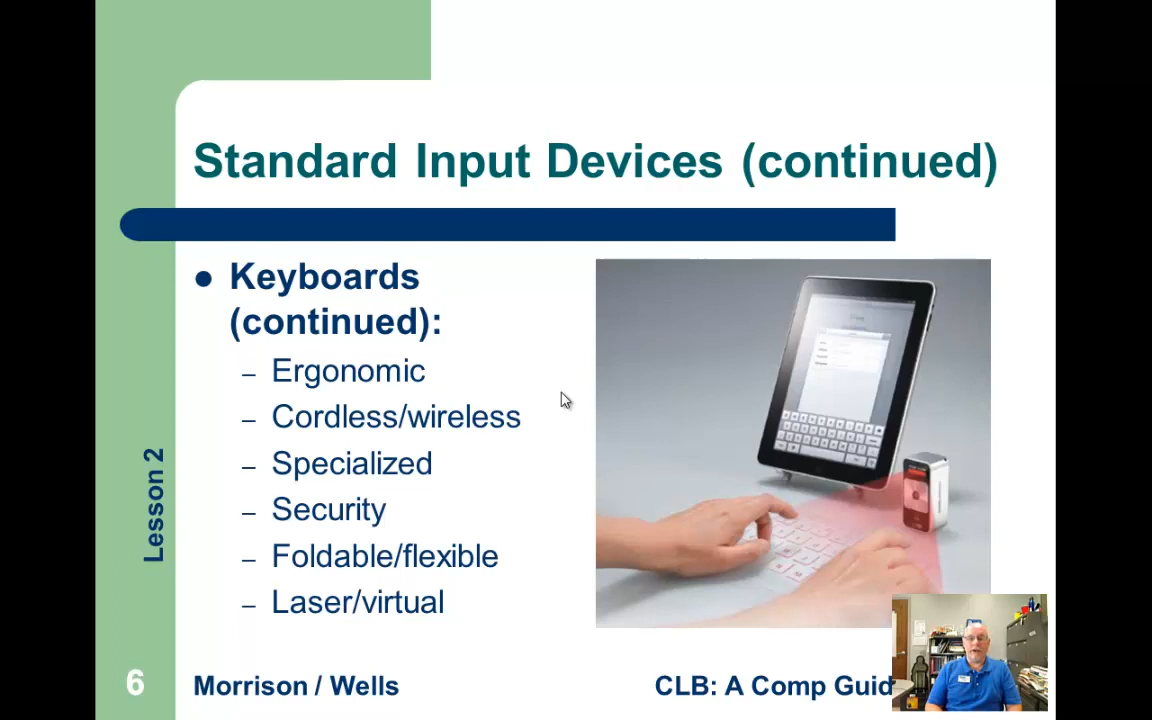 Standard Input Devices (continued)
● Keyboards
(continued):
– Ergonomic
– Cordless/wireless
– Specialized
– Security
– Foldable/flexible
– Laser/virtual
Lesson 2
6
Morrison / Wells
CLB: A Comp Guid